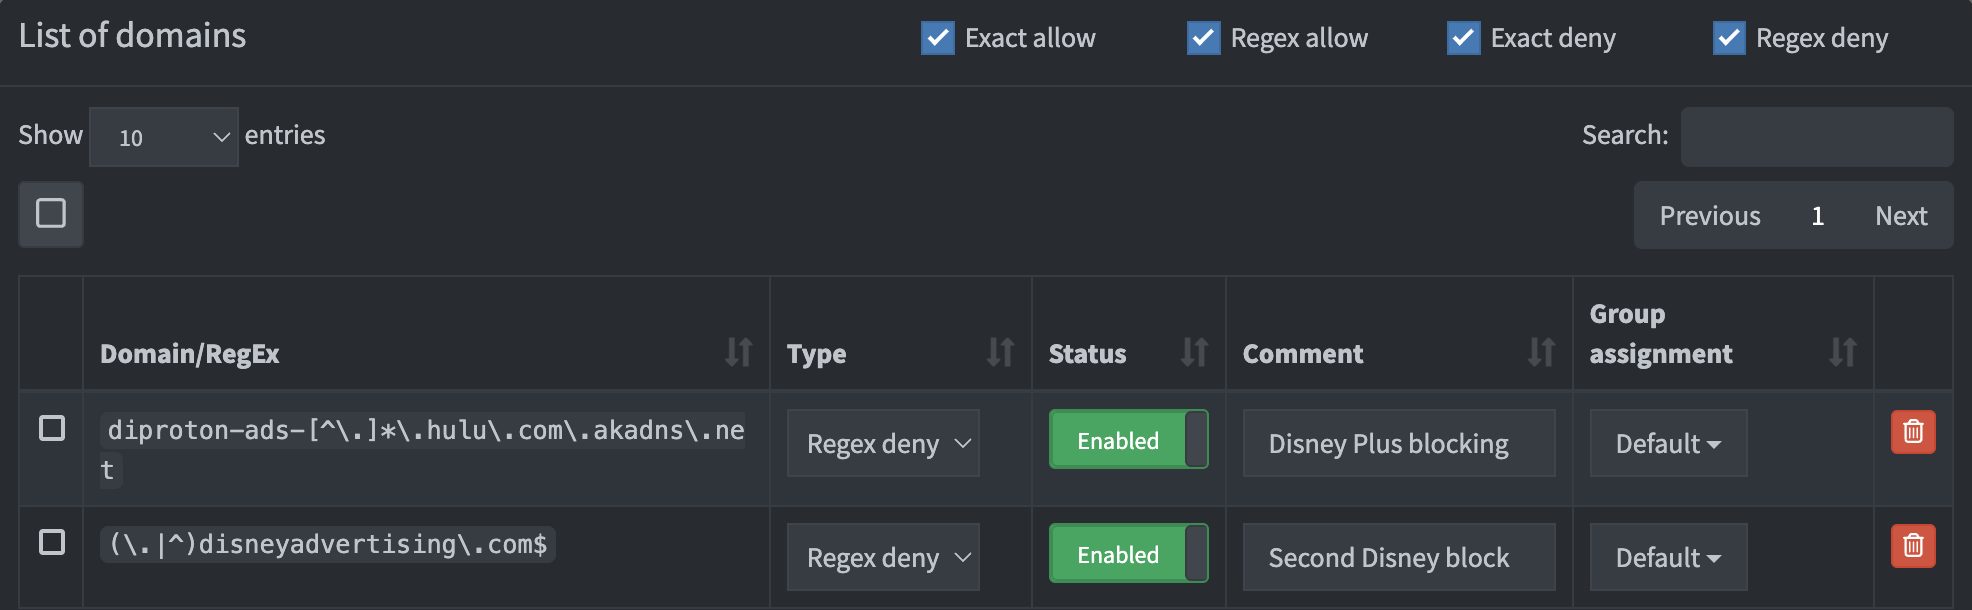 List of domains
Exact allow
Regex allow
Exact deny
Regex deny
Show 10 entries
Search:
Previous 1 Next
Domain/RegEx
Type
Status
Comment
Group
assignment
diproton-ads-[^\.]*\.hulu\.com\.akadns\.ne
t
Regex deny
Enabled
Disney Plus blocking
Default
(\.|^)disneyadvertising\.com$
Regex deny
Enabled
Second Disney block
Default